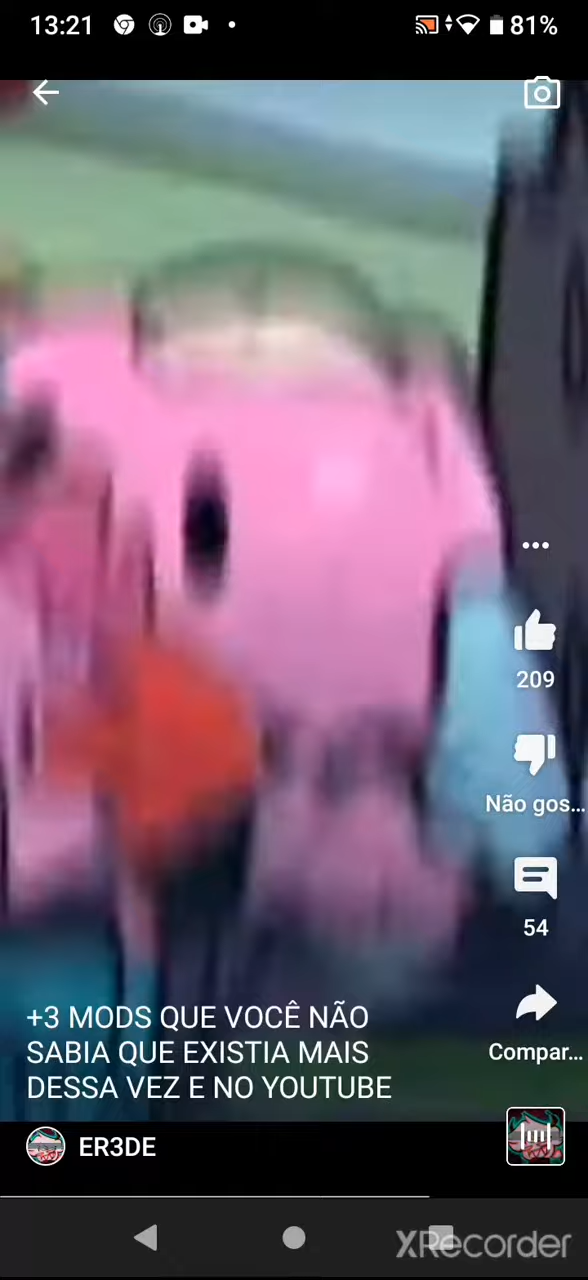 13:21
81%
209
Não gos...
54
Compar...
+3 MODS QUE VOCÊ NÃO
SABIA QUE EXISTIA MAIS
DESSA VEZ E NO YOUTUBE
ER3DE
XRecorder